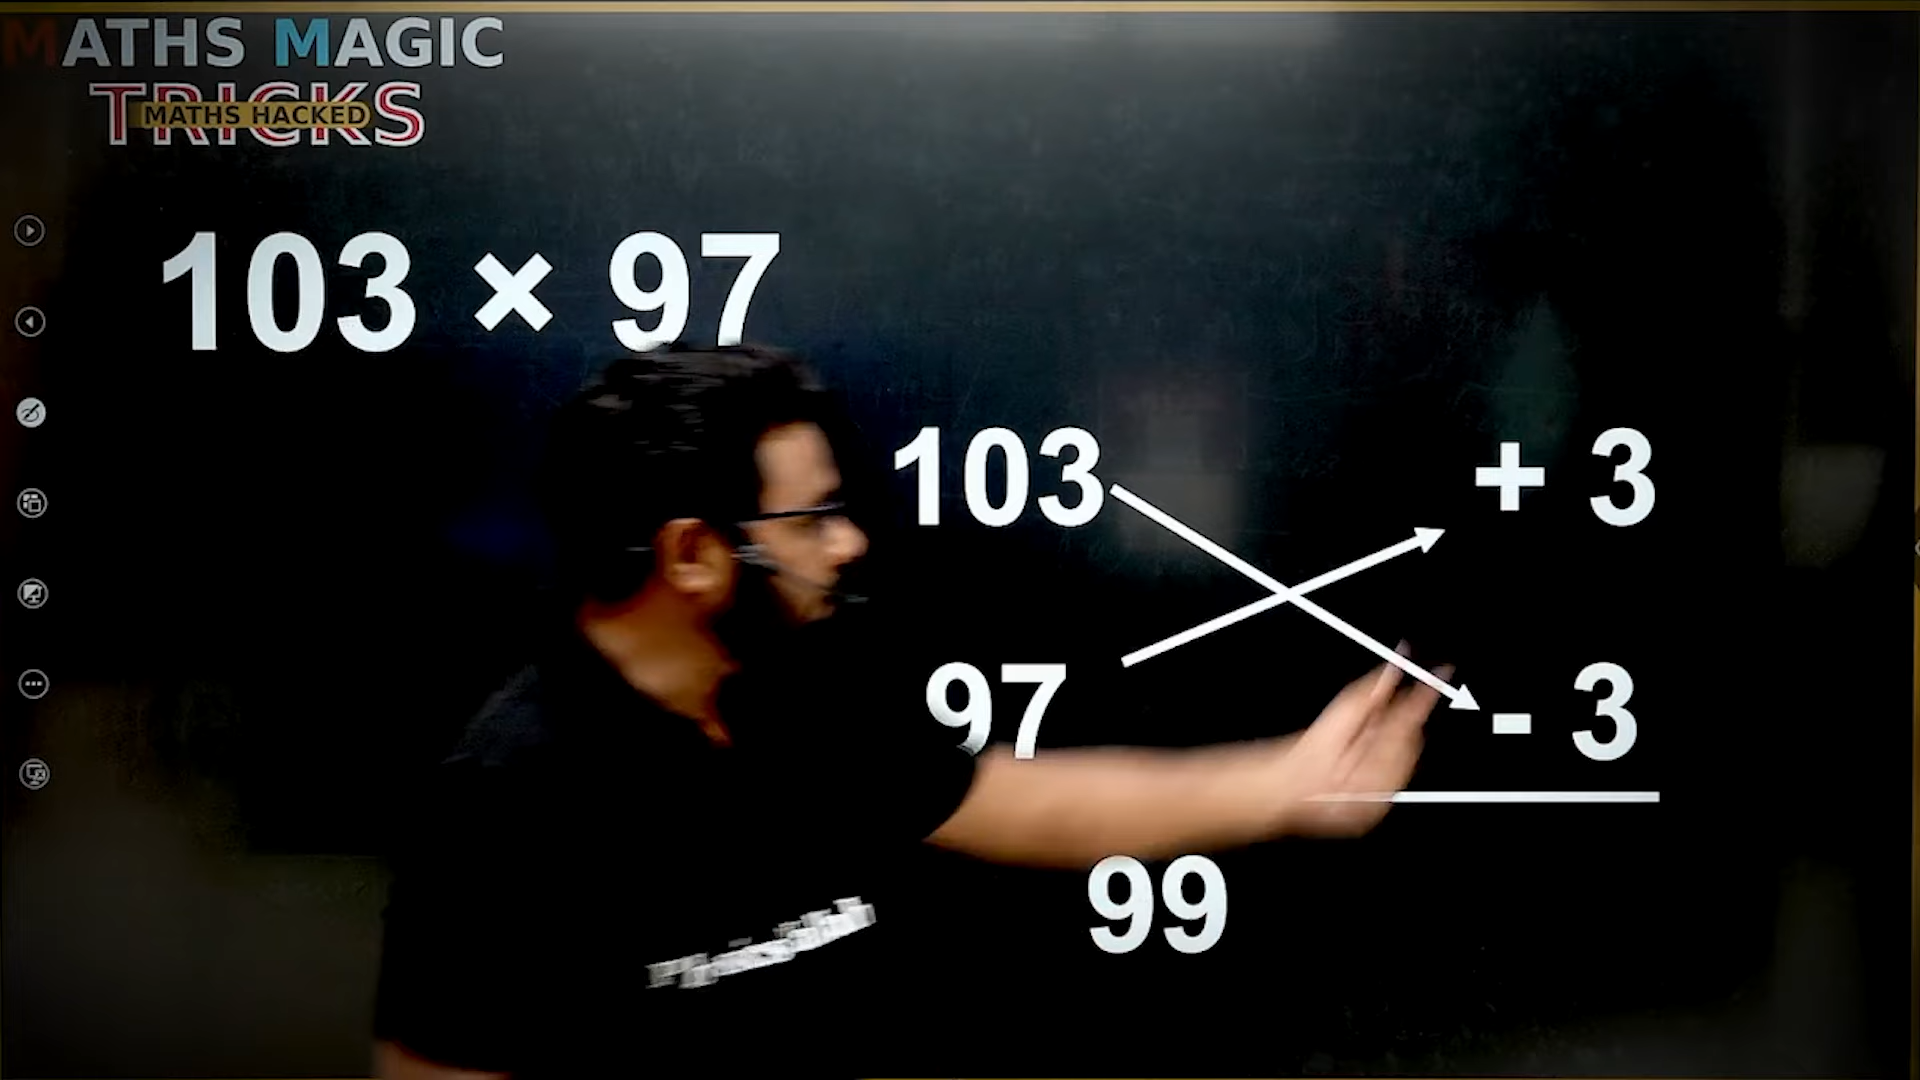 MATHS MAGIC
TRICKS
MATHS HACKED
103 × 97
103 + 3
97 - 3
99